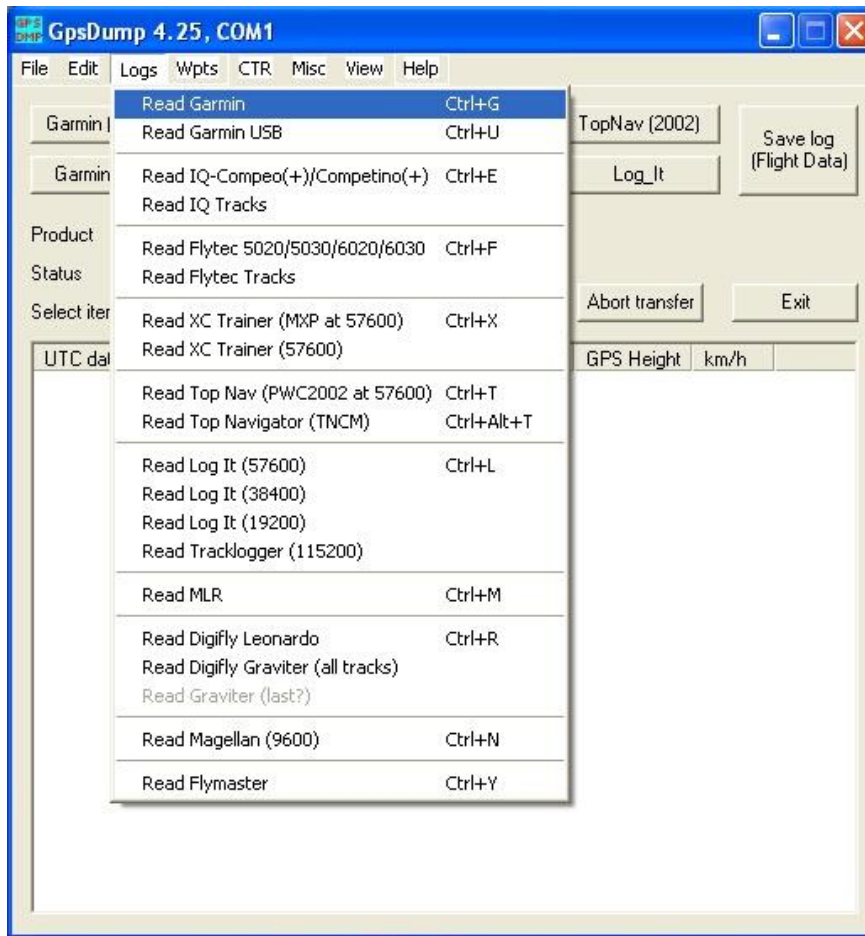 GPS
DMP
GpsDump 4.25, COM1
File Edit Logs Wpts CTR Misc View Help
Garmin
TopNav (2002)
Save log
(Flight Data)
Garmin
Log_It
Product
Status
Select
Abort transfer
Exit
UTC
GPS Height
km/h
Read Garmin Ctrl+G
Read Garmin USB Ctrl+U
Read IQ-Compeo(+)/Competino(+) Ctrl+E
Read IQ Tracks
Read Flytec 5020/5030/6020/6030 Ctrl+F
Read Flytec Tracks
Read XC Trainer (MXP at 57600) Ctrl+X
Read XC Trainer (57600)
Read Top Nav (PWC2002 at 57600) Ctrl+T
Read Top Navigator (TNCM) Ctrl+Alt+T
Read Log It (57600) Ctrl+L
Read Log It (38400)
Read Log It (19200)
Read Tracklogger (115200)
Read MLR Ctrl+M
Read Digifly Leonardo Ctrl+R
Read Digifly Graviter (all tracks)
Read Graviter (last?)
Read Magellan (9600) Ctrl+N
Read Flymaster Ctrl+Y